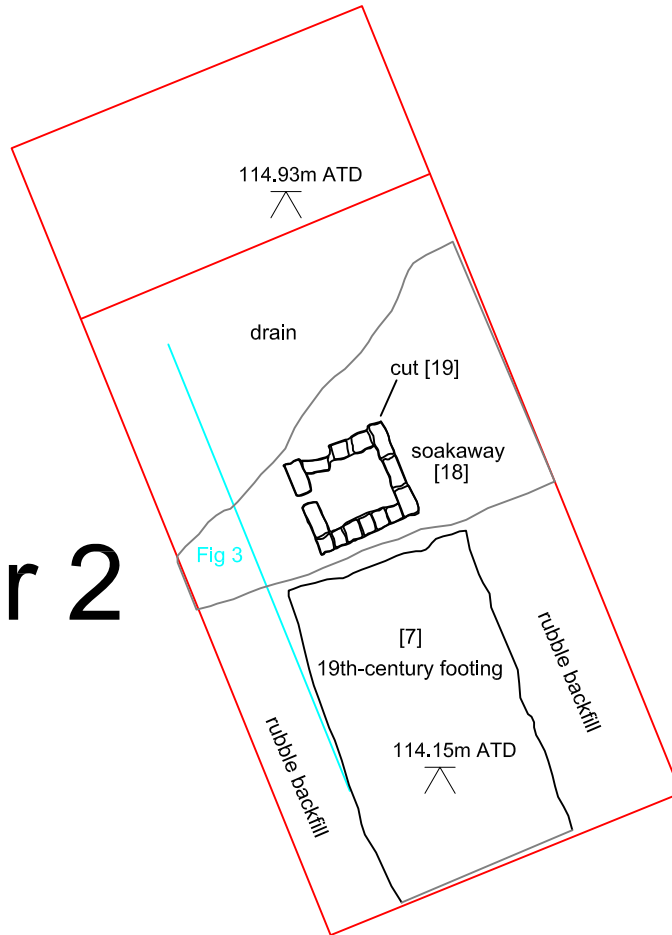 114.93m ATD
drain
cut [19]
soakaway
[18]
Fig 3
r 2
[7]
19th-century footing
rubble backfill
rubble backfill
114.15m ATD